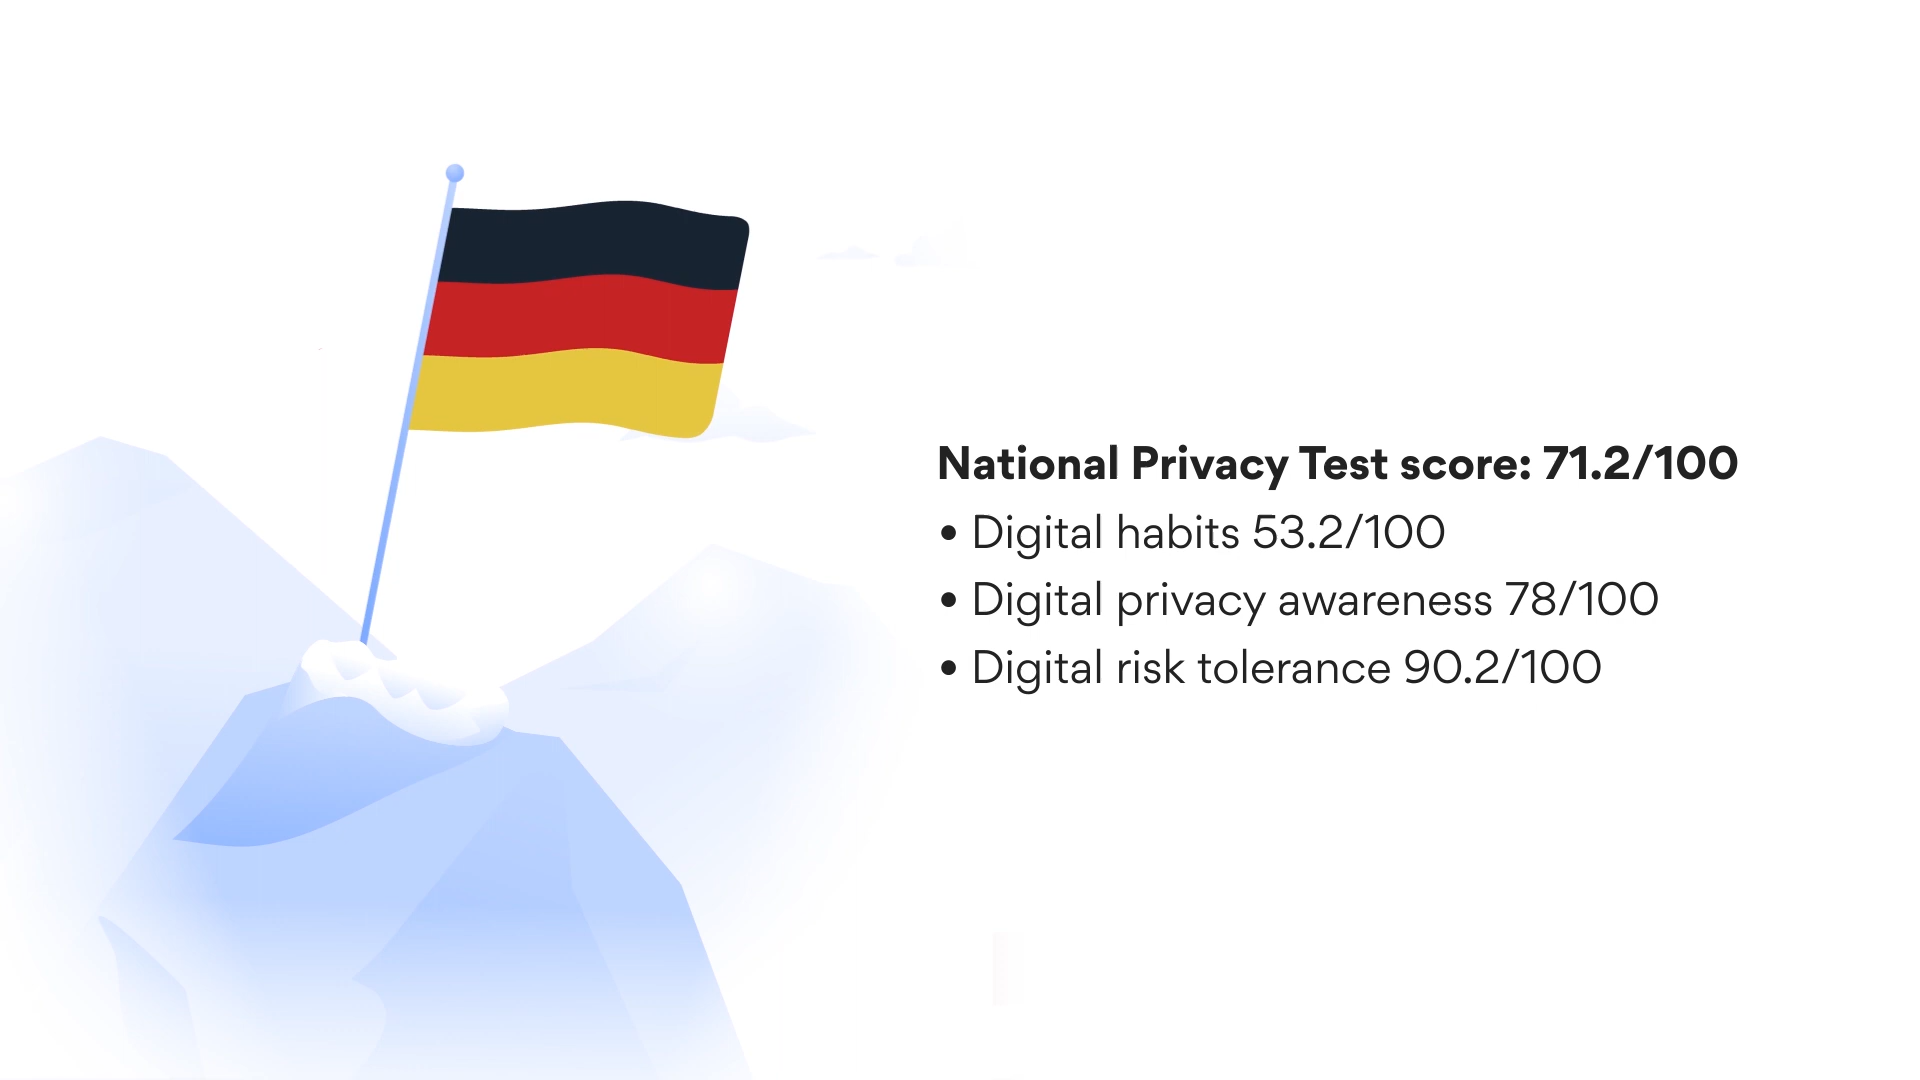 National Privacy Test score: 71.2/100
• Digital habits 53.2/100
• Digital privacy awareness 78/100
• Digital risk tolerance 90.2/100